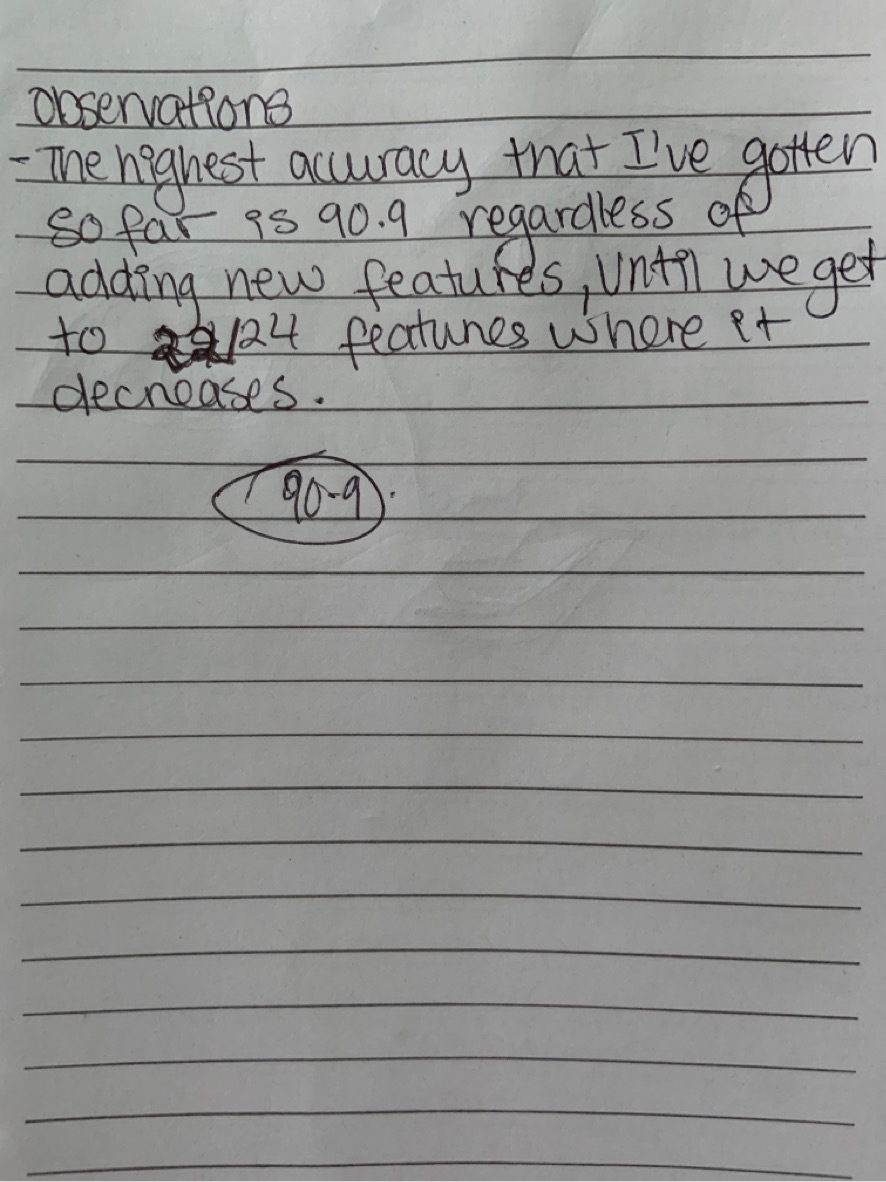 Observations
- The highest accuracy that I've gotten
so far is 90.9 regardless of
adding new features, until we get
to 22/24 features where it
decreases.
90.9